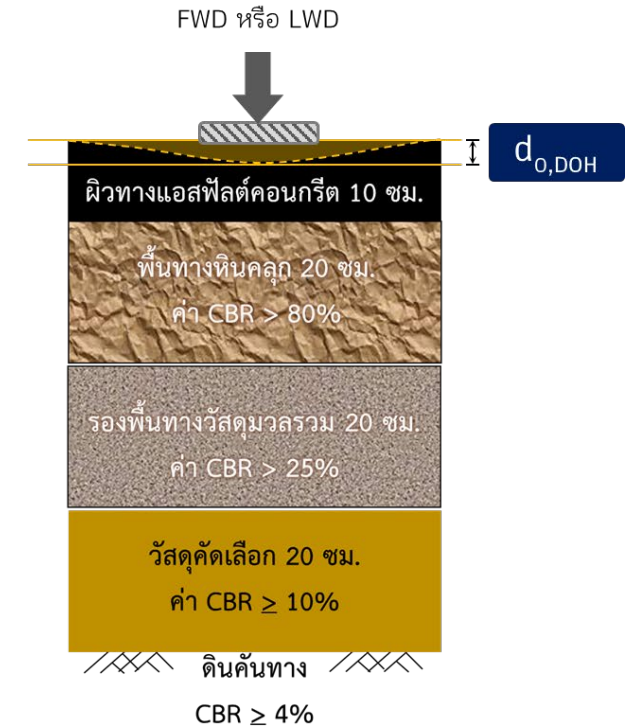 FWD หรือ LWD
d0,DOH
ผิวทางแอสฟัลต์คอนกรีต 10 ซม.
พื้นทางหินคลุก 20 ซม.
ค่า CBR > 80%
รองพื้นทางวัสดุมวลรวม 20 ซม.
ค่า CBR > 25%
วัสดุคัดเลือก 20 ซม.
ค่า CBR ≥ 10%
ดินคันทาง
CBR ≥ 4%